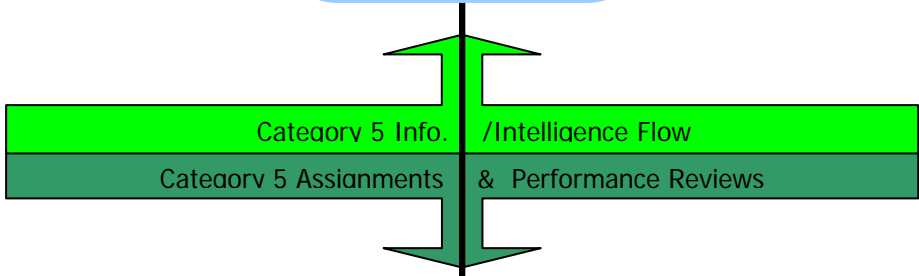 Category 5 Info. /Intelligence Flow
Category 5 Assignments & Performance Reviews